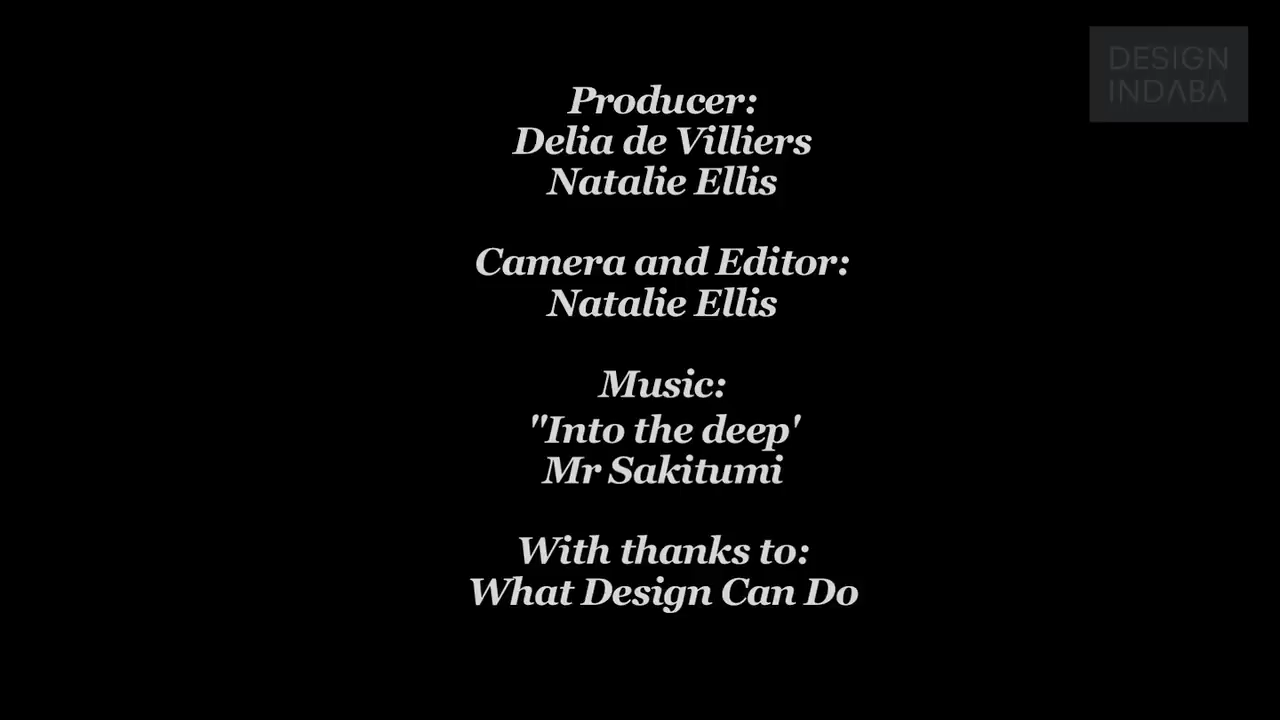 DESIGN
INDABA
Producer:
Delia de Villiers
Natalie Ellis
Camera and Editor:
Natalie Ellis
Music:
"Into the deep'
Mr Sakitumi
With thanks to:
What Design Can Do